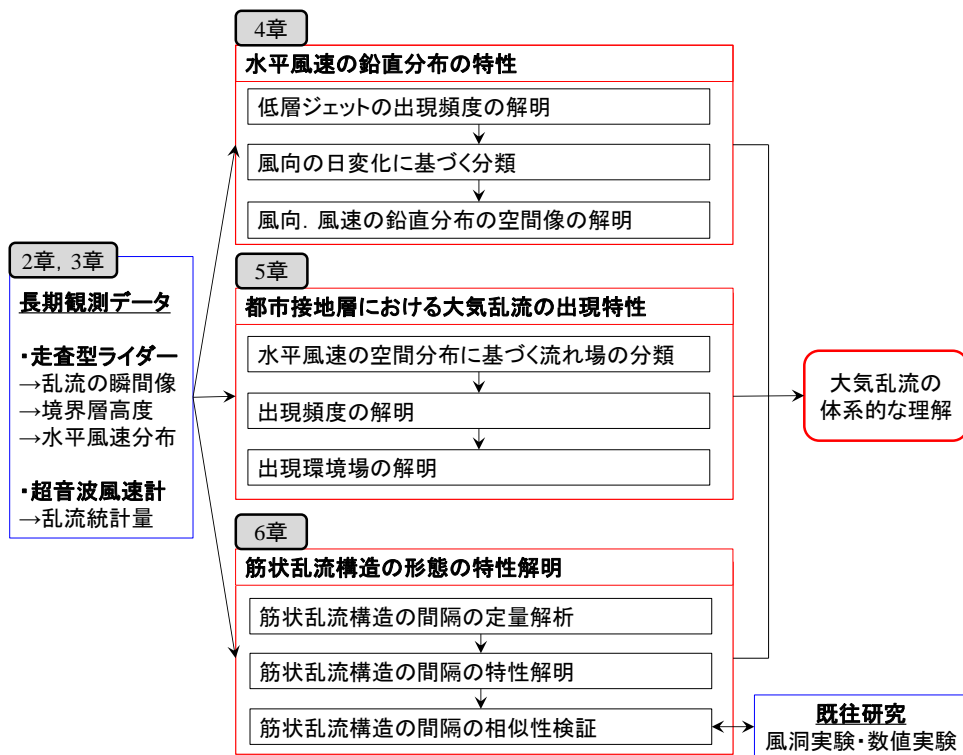 4章
水平風速の鉛直分布の特性
低層ジェットの出現頻度の解明
風向の日変化に基づく分類
風向．風速の鉛直分布の空間像の解明
2章，3章
長期観測データ
・走査型ライダー
→乱流の瞬間像
→境界層高度
→水平風速分布
・超音波風速計
→乱流統計量
5章
都市接地層における大気乱流の出現特性
水平風速の空間分布に基づく流れ場の分類
出現頻度の解明
出現環境場の解明
大気乱流の
体系的な理解
6章
筋状乱流構造の形態の特性解明
筋状乱流構造の間隔の定量解析
筋状乱流構造の間隔の特性解明
筋状乱流構造の間隔の相似性検証
既往研究
風洞実験・数値実験